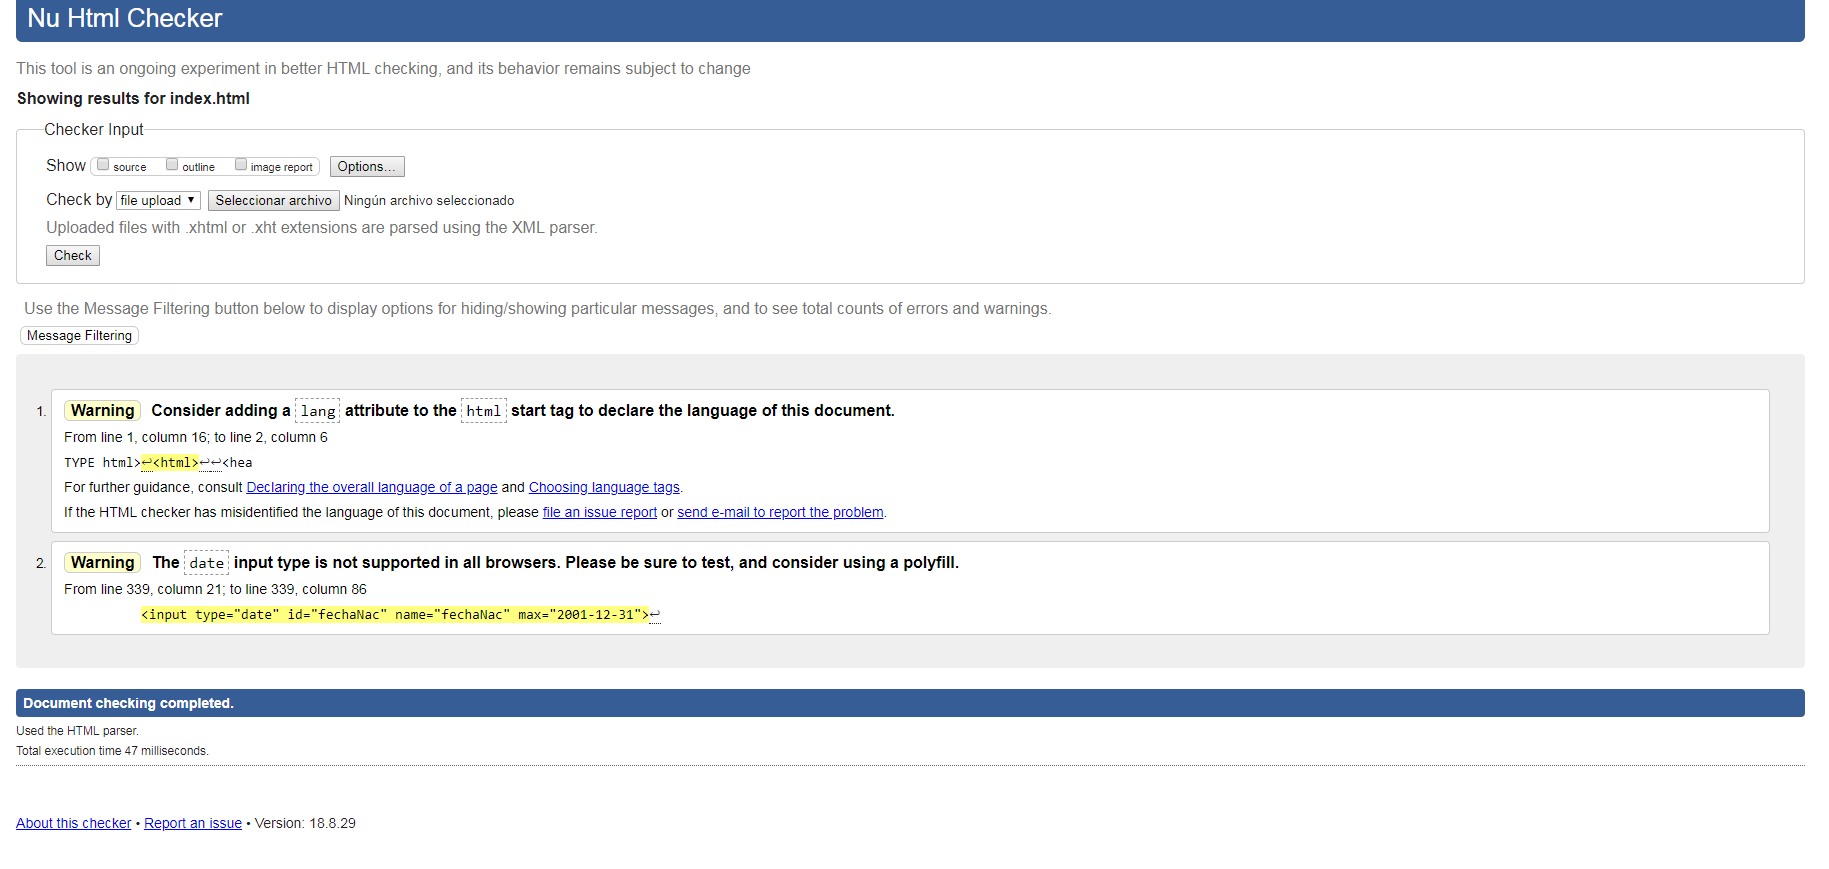 Nu Html Checker
This tool is an ongoing experiment in better HTML checking, and its behavior remains subject to change
Showing results for index.html
Checker Input
Show source outline image report Options...
Check by file upload ▼ Seleccionar archivo Ningún archivo seleccionado
Uploaded files with .xhtml or .xht extensions are parsed using the XML parser.
Check
Use the Message Filtering button below to display options for hiding/showing particular messages, and to see total counts of errors and warnings.
Message Filtering
1. Warning Consider adding a lang attribute to the html start tag to declare the language of this document.
From line 1, column 16; to line 2, column 6
TYPE html>↩<html>↩↩<hea
For further guidance, consult Declaring the overall language of a page and Choosing language tags.
If the HTML checker has misidentified the language of this document, please file an issue report or send e-mail to report the problem.
2. Warning The date input type is not supported in all browsers. Please be sure to test, and consider using a polyfill.
From line 339, column 21; to line 339, column 86
<input type="date" id="fechaNac" name="fechaNac" max="2001-12-31">↩
Document checking completed.
Used the HTML parser.
Total execution time 47 milliseconds.
About this checker • Report an issue • Version: 18.8.29